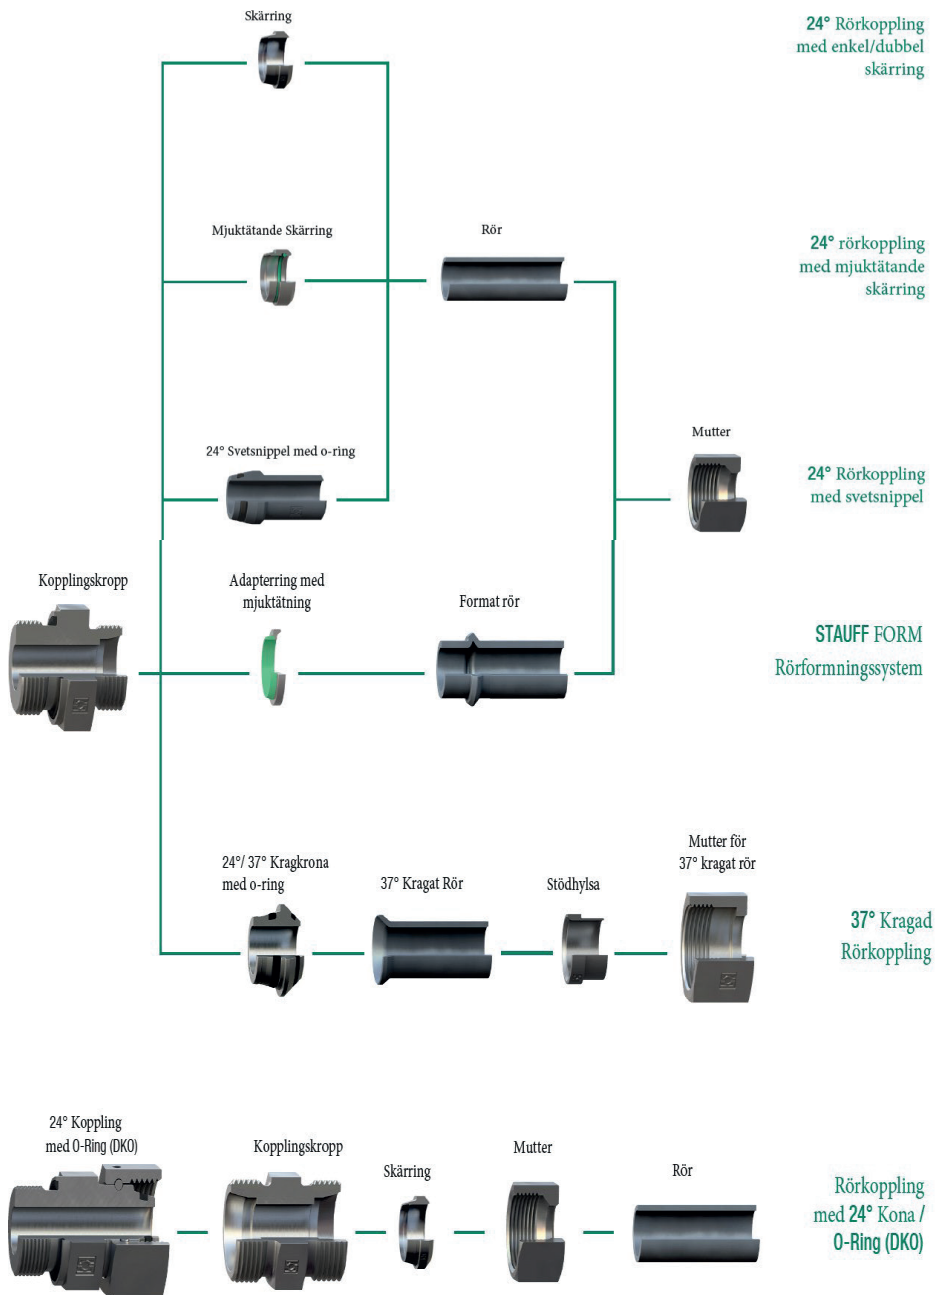 Skärring
24° Rörkoppling
med enkel/dubbel
skärring
Mjuktätande Skärring
Rör
24° rörkoppling
med mjuktätande
skärring
24° Svetsnippel med o-ring
Mutter
24° Rörkoppling
med svetsnippel
Kopplingskropp
Adapterring med
mjuktätning
Format rör
STAUFF FORM
Rörformningssystem
24°/ 37° Kragkrona
med o-ring
37° Kragat Rör
Stödhylsa
Mutter för
37° kragat rör
37° Kragad
Rörkoppling
24° Koppling
med O-Ring (DKO)
Kopplingskropp
Skärring
Mutter
Rör
Rörkoppling
med 24° Kona /
O-Ring (DKO)